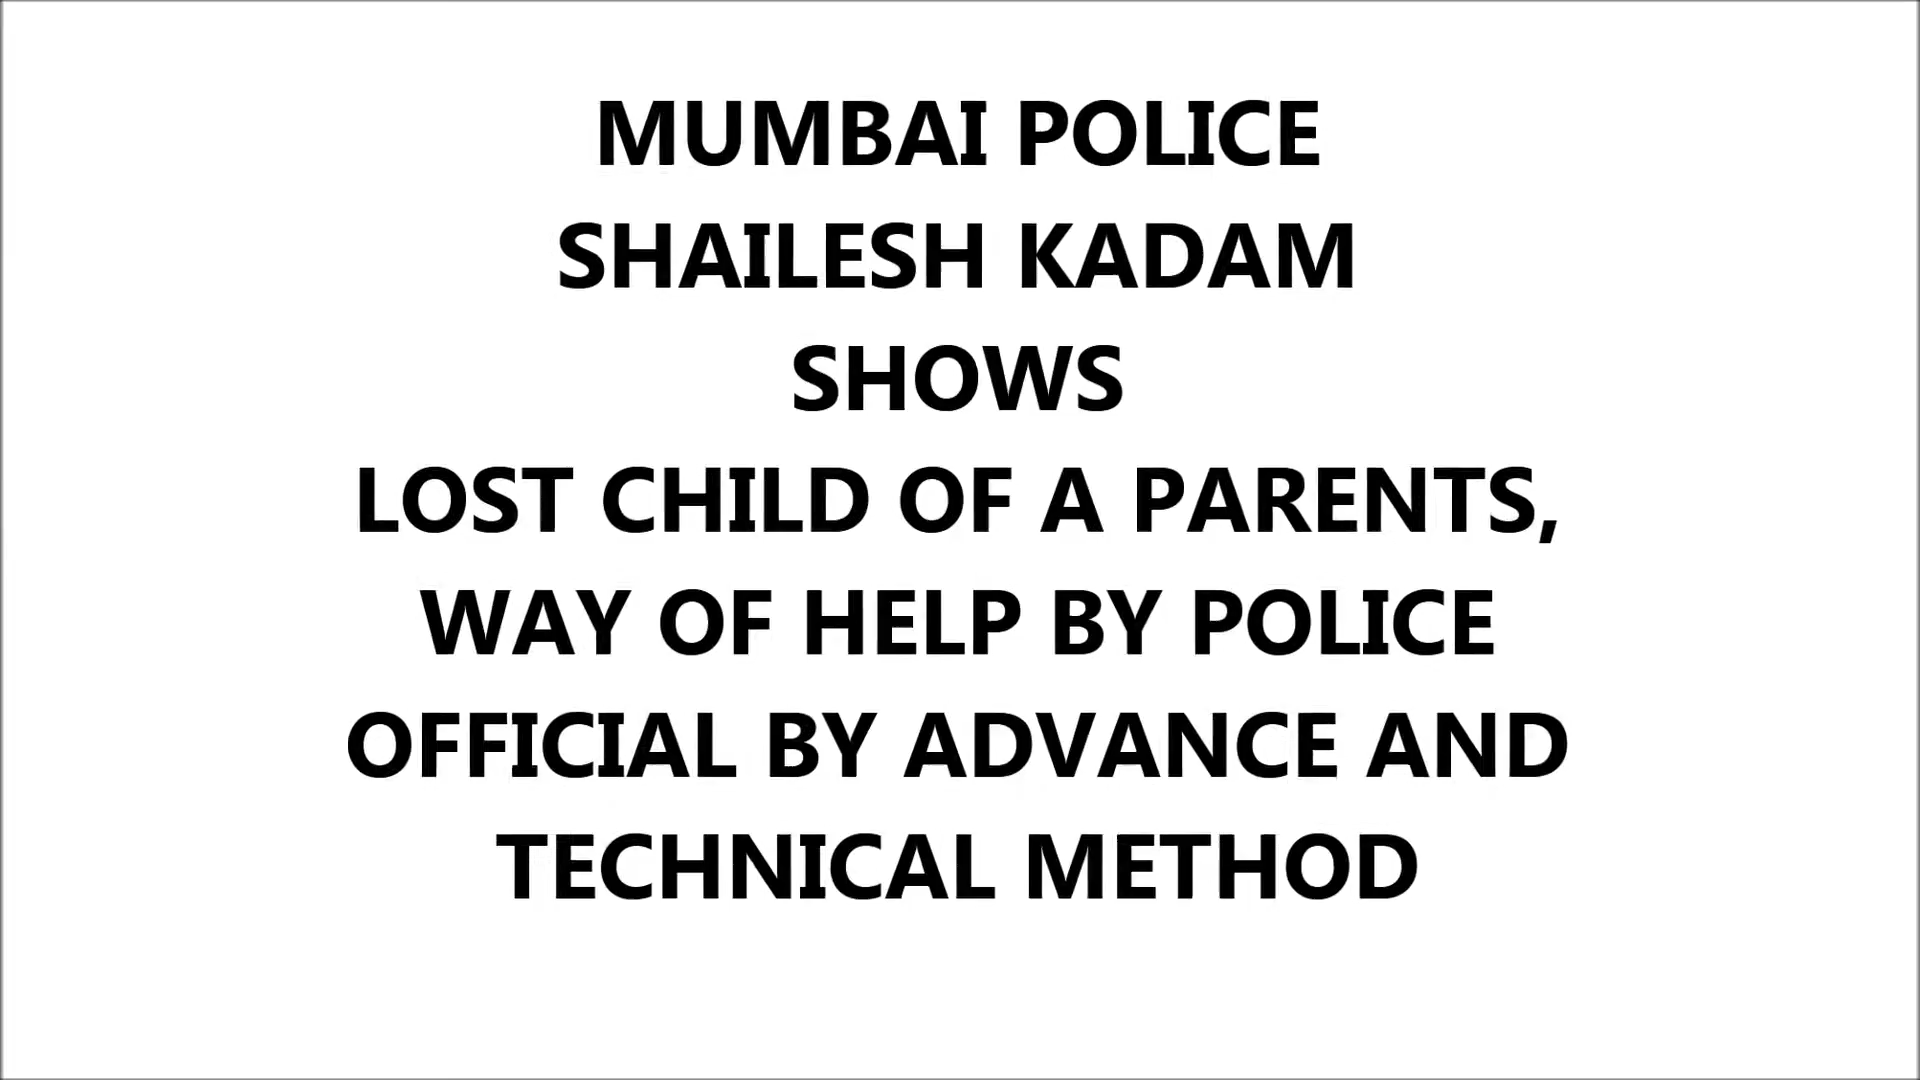 MUMBAI POLICE
SHAILESH KADAM
SHOWS
LOST CHILD OF A PARENTS,
WAY OF HELP BY POLICE
OFFICIAL BY ADVANCE AND
TECHNICAL METHOD